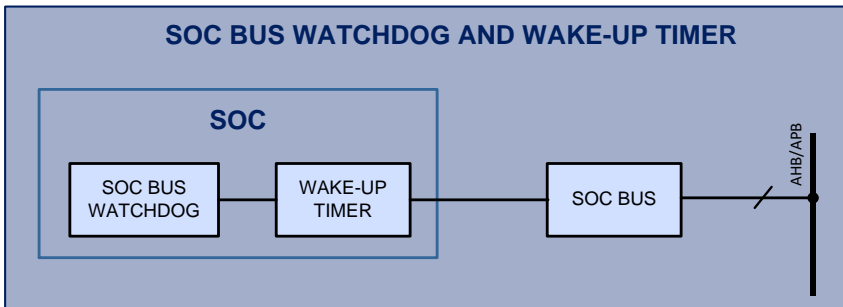 SOC BUS WATCHDOG AND WAKE-UP TIMER
SOC
SOC BUS
WATCHDOG
WAKE-UP
TIMER
SOC BUS
AHB/APB